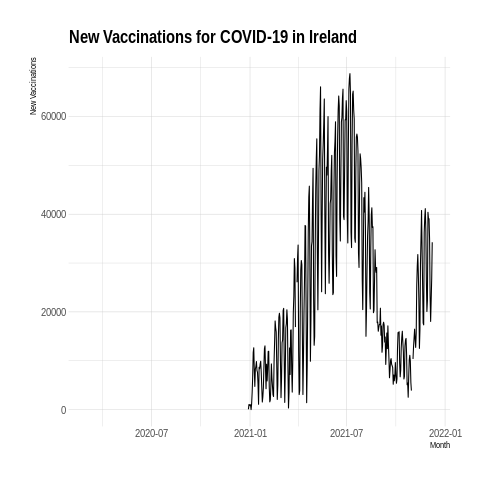 New Vaccinations for COVID-19 in Ireland
New Vaccinations
60000
40000
20000
0
2020-07
2021-01
2021-07
2022-01
Month